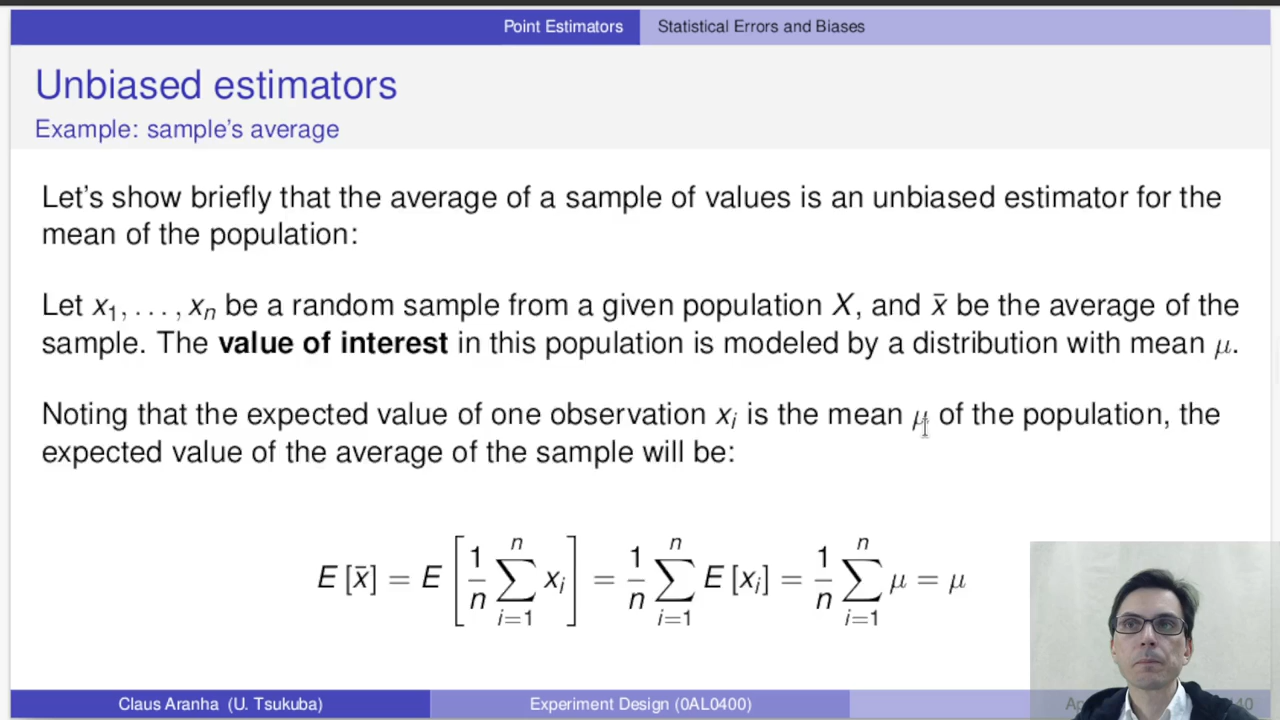 Point Estimators Statistical Errors and Biases
Unbiased estimators
Example: sample's average
Let's show briefly that the average of a sample of values is an unbiased estimator for the
mean of the population:
Let x₁, . . . , xₙ be a random sample from a given population X, and x̄ be the average of the
sample. The value of interest in this population is modeled by a distribution with mean μ.
Noting that the expected value of one observation xᵢ is the mean μ of the population, the
expected value of the average of the sample will be:
E [x̄] = E [ 1/n ∑ᵢ₌₁ⁿ xᵢ ] = 1/n ∑ᵢ₌₁ⁿ E [xᵢ] = 1/n ∑ᵢ₌₁ⁿ μ = μ
Claus Aranha (U. Tsukuba) Experiment Design (0AL0400)